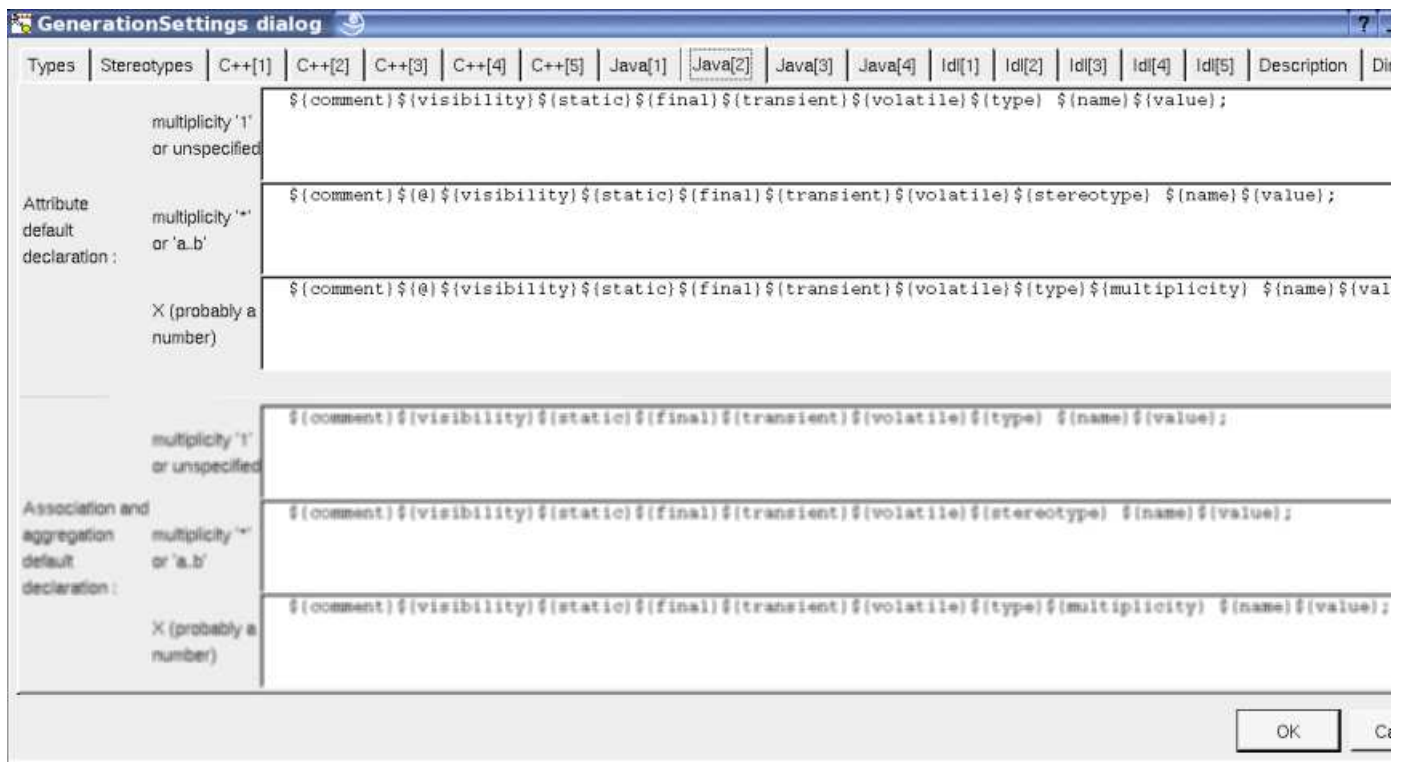 GenerationSettings dialog ?
Types Stereotypes C++[1] C++[2] C++[3] C++[4] C++[5] Java[1] Java[2] Java[3] Java[4] Idl[1] Idl[2] Idl[3] Idl[4] Idl[5] Description
Attribute
default
declaration :
multiplicity '1'
or unspecified
${comment}${visibility}${static}${final}${transient}${volatile}${type} ${name}${value};
multiplicity '*'
or 'a..b'
${comment}${@}${visibility}${static}${final}${transient}${volatile}${stereotype} ${name}${value};
X (probably a
number)
${comment}${@}${visibility}${static}${final}${transient}${volatile}${type}${multiplicity} ${name}${val
Association and
aggregation
default
declaration :
multiplicity '1'
or unspecified
${comment}${visibility}${static}${final}${transient}${volatile}${type} ${name}${value};
multiplicity '*'
or 'a..b'
${comment}${visibility}${static}${final}${transient}${volatile}${stereotype} ${name}${value};
X (probably a
number)
${comment}${visibility}${static}${final}${transient}${volatile}${type}${multiplicity} ${name}${value};
OK